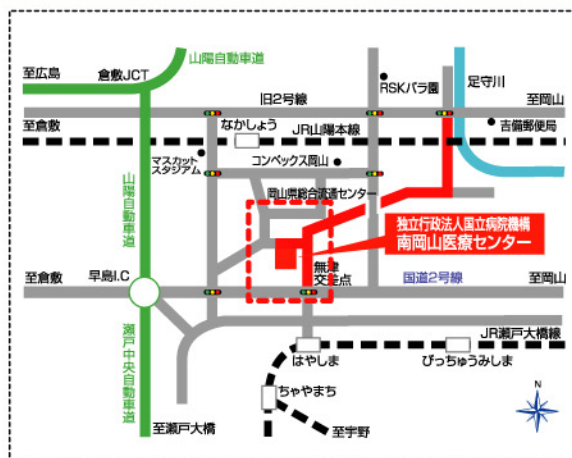 山陽自動車道
至広島
倉敷JCT
RSKバラ園
足守川
旧2号線
至岡山
至倉敷
なかしょう
JR山陽本線
吉備郵便局
マスカット
スタジアム
コンベックス岡山
岡山県総合流通センター
山陽自動車道
独立行政法人国立病院機構
南岡山医療センター
無津
交差点
至倉敷
早島I.C
国道2号線
至岡山
JR瀬戸大橋線
はやしま
びっちゅうみしま
瀬戸中央自動車道
ちゃやまち
至瀬戸大橋
至宇野
N